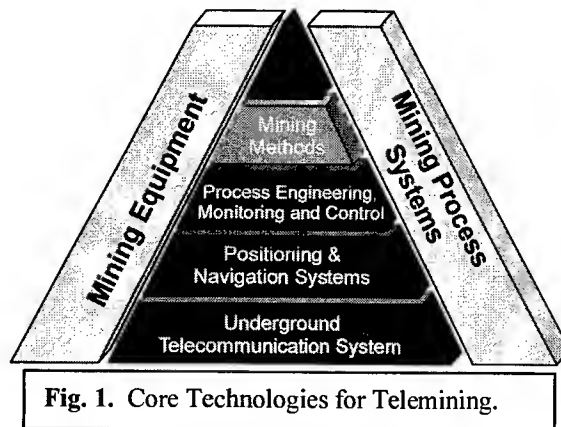 Mining Equipment
Mining Process
Systems
Mining
Methods
Process Engineering,
Monitoring and Control
Positioning &
Navigation Systems
Underground
Telecommunication System
Fig. 1. Core Technologies for Telemining.